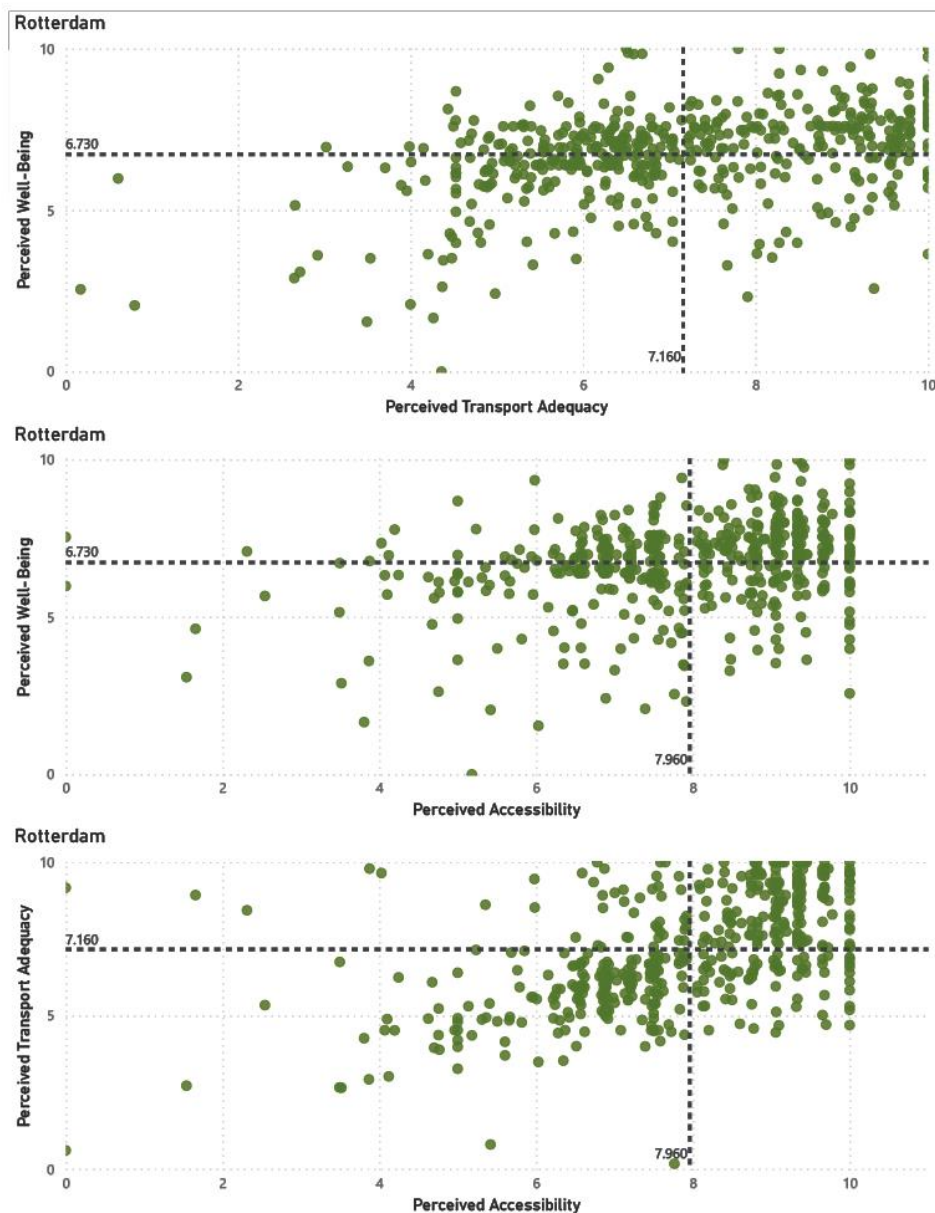 Rotterdam
10
6.730
5
7.160
0
0 2 4 6 8 10
Perceived Well-Being
Perceived Transport Adequacy
Rotterdam
10
6.730
5
7.960
0
0 2 4 6 8 10
Perceived Well-Being
Perceived Accessibility
Rotterdam
10
7.160
5
7.960
0
0 2 4 6 8 10
Perceived Transport Adequacy
Perceived Accessibility